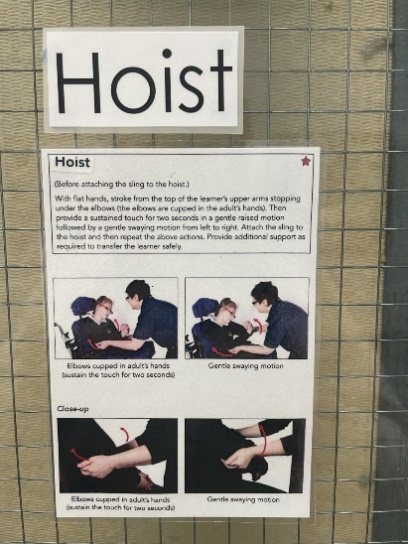 Hoist
Hoist
(Before attaching the sling to the hoist.)
With flat hands, stroke from the top of the learner's upper arms stopping
under the elbows (the elbows are cupped in the adult's hands). Then
provide a sustained touch for two seconds in a gentle raised motion
followed by a gentle swaying motion from left to right. Attach the sling to
the hoist and then repeat the above actions. Provide additional support as
required to transfer the learner safely.
Elbows cupped in adult's hands
(sustain the touch for two seconds)
Gentle swaying motion
Close-up
Elbows cupped in adult's hands
(sustain the touch for two seconds)
Gentle swaying motion